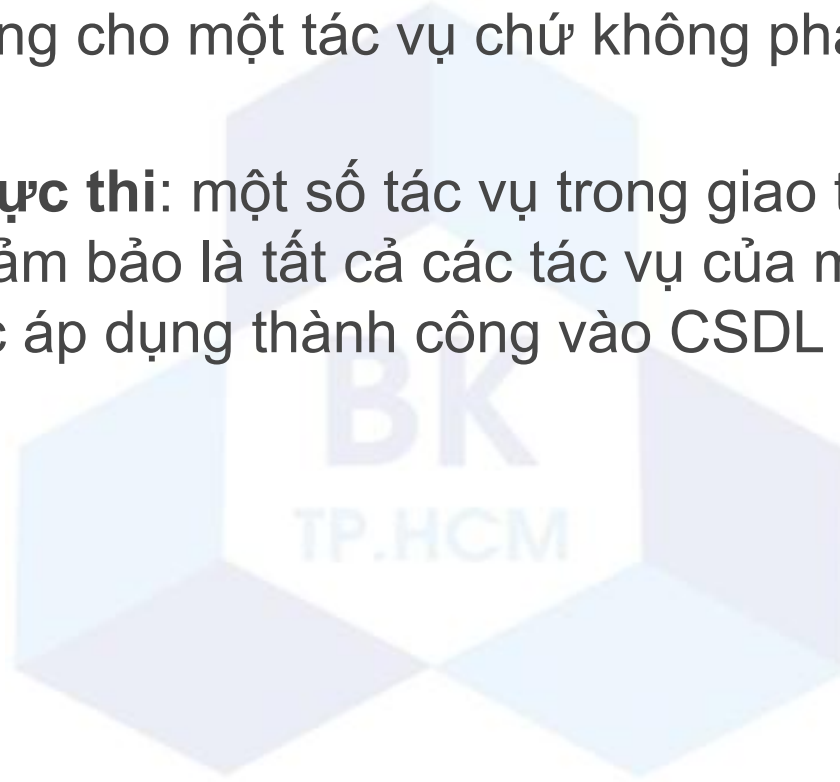 ng cho một tác vụ chứ không phả
ực thi: một số tác vụ trong giao t
ảm bảo là tất cả các tác vụ của m
c áp dụng thành công vào CSDL
BK
TP.HCM